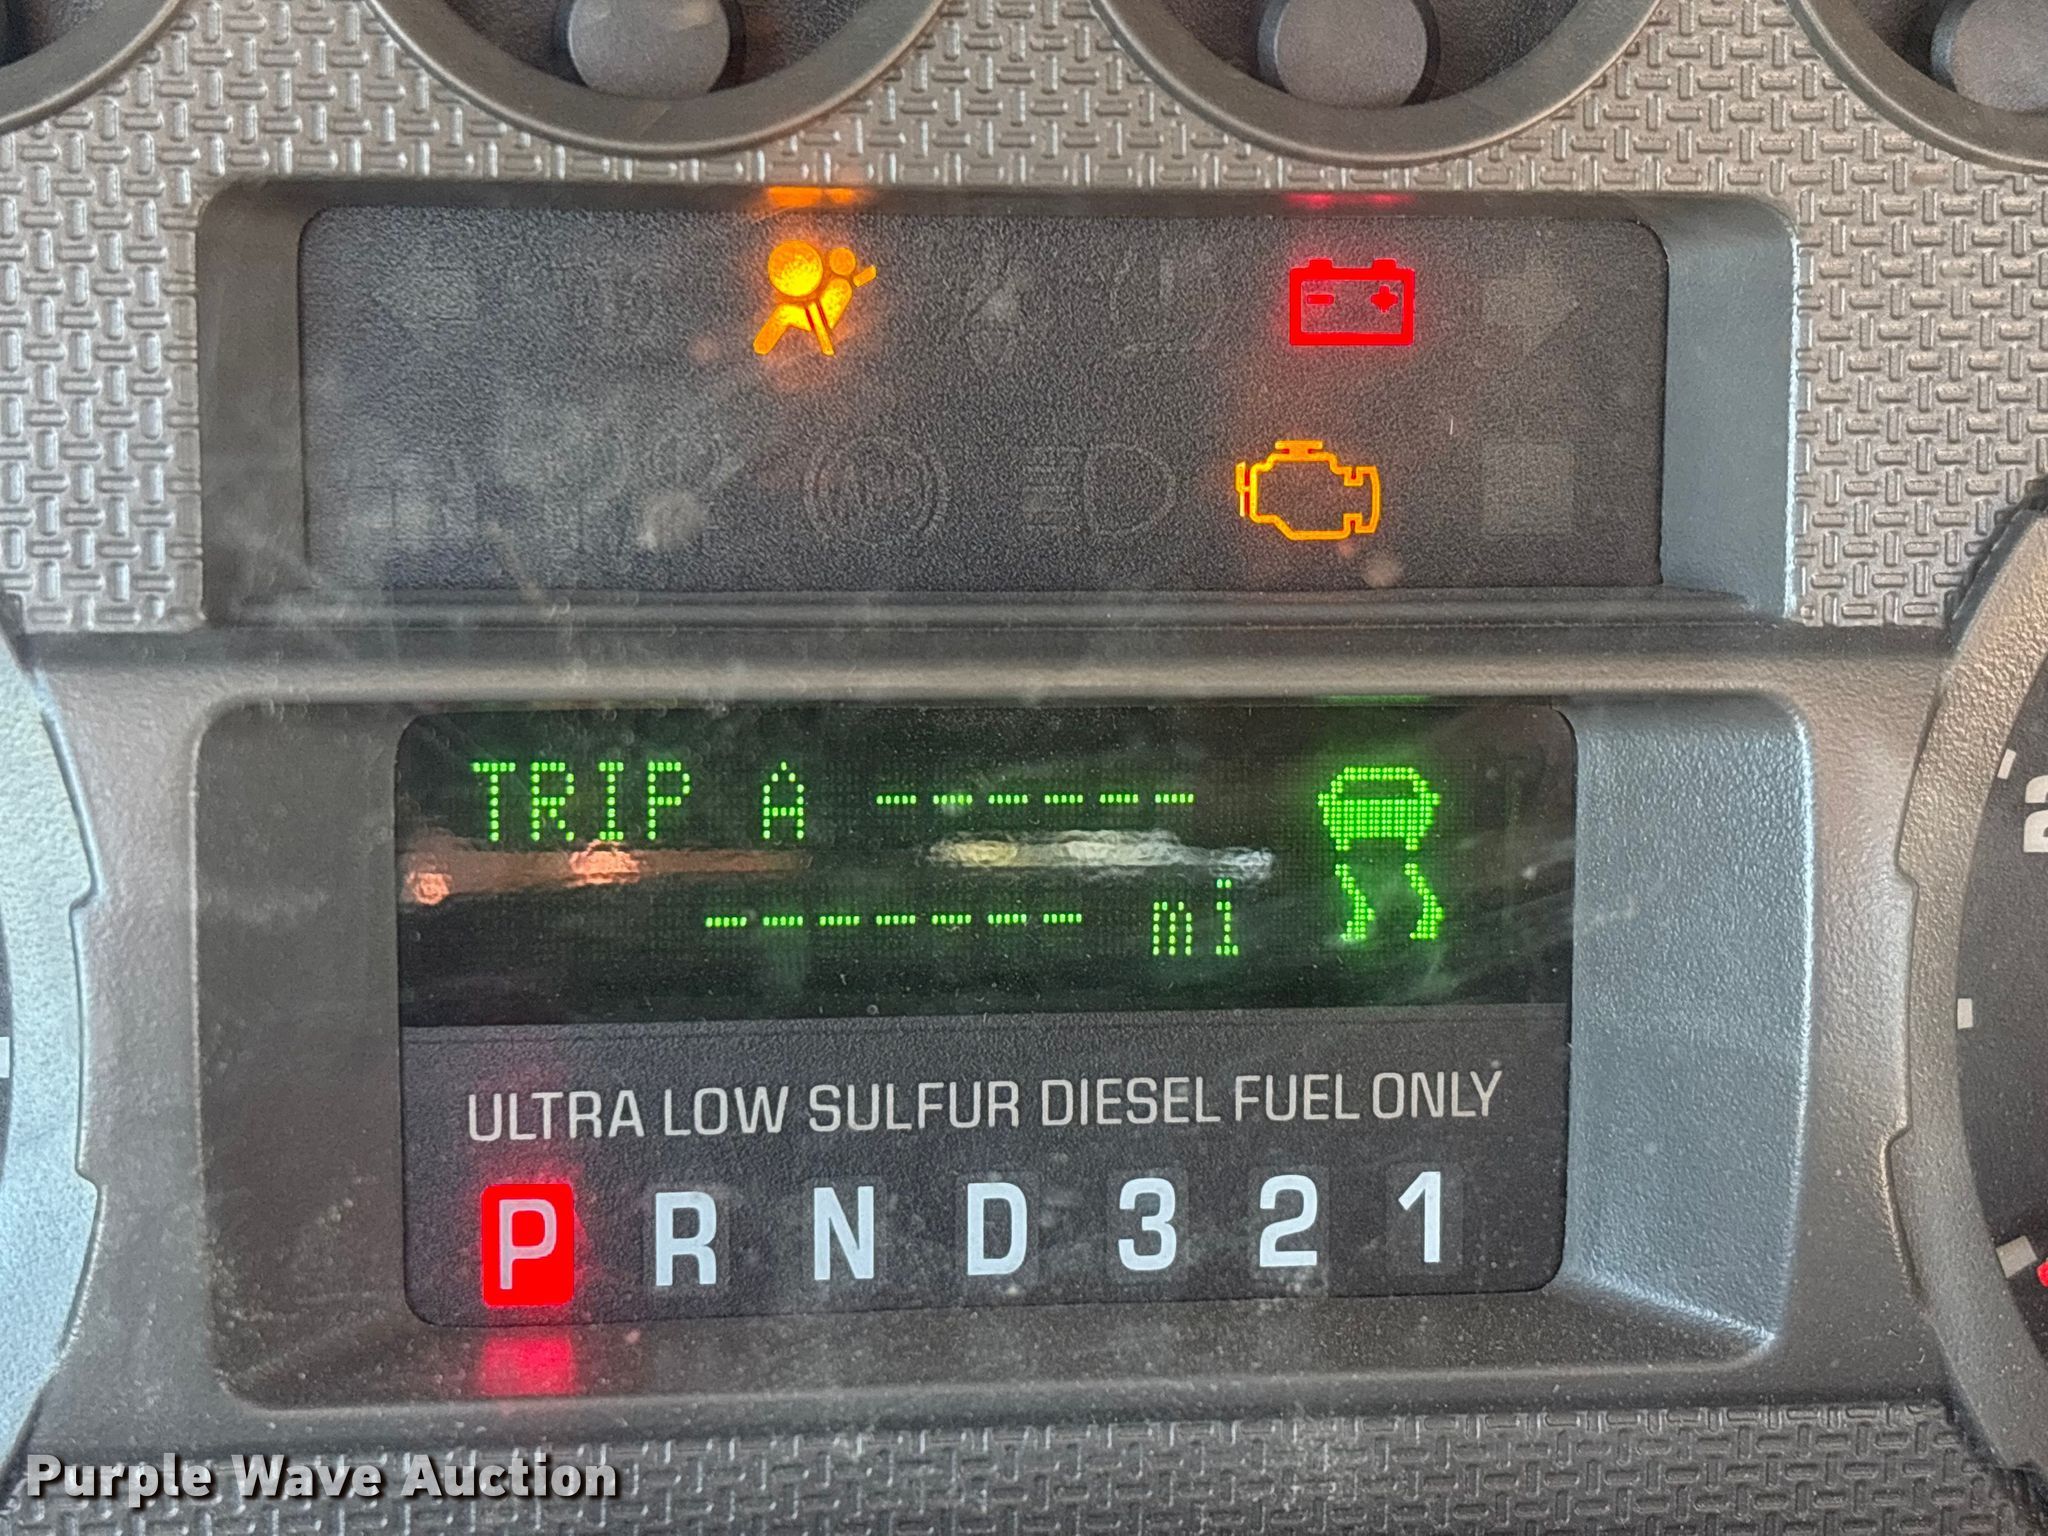 TRIP A ------
------- mi
ULTRA LOW SULFUR DIESEL FUEL ONLY
P R N D 3 2 1
Purple Wave Auction